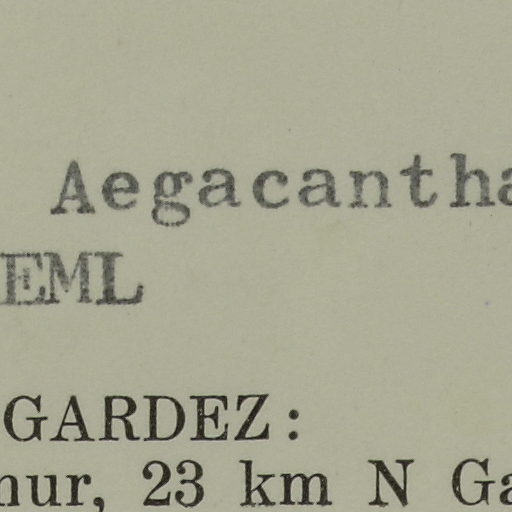 Aegacantha
EML
GARDEZ:
nur, 23 km N Ga